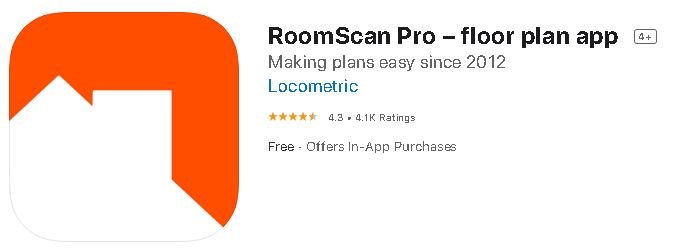 RoomScan Pro – floor plan app 4+
Making plans easy since 2012
Locometric
4.3 • 4.1K Ratings
Free · Offers In-App Purchases